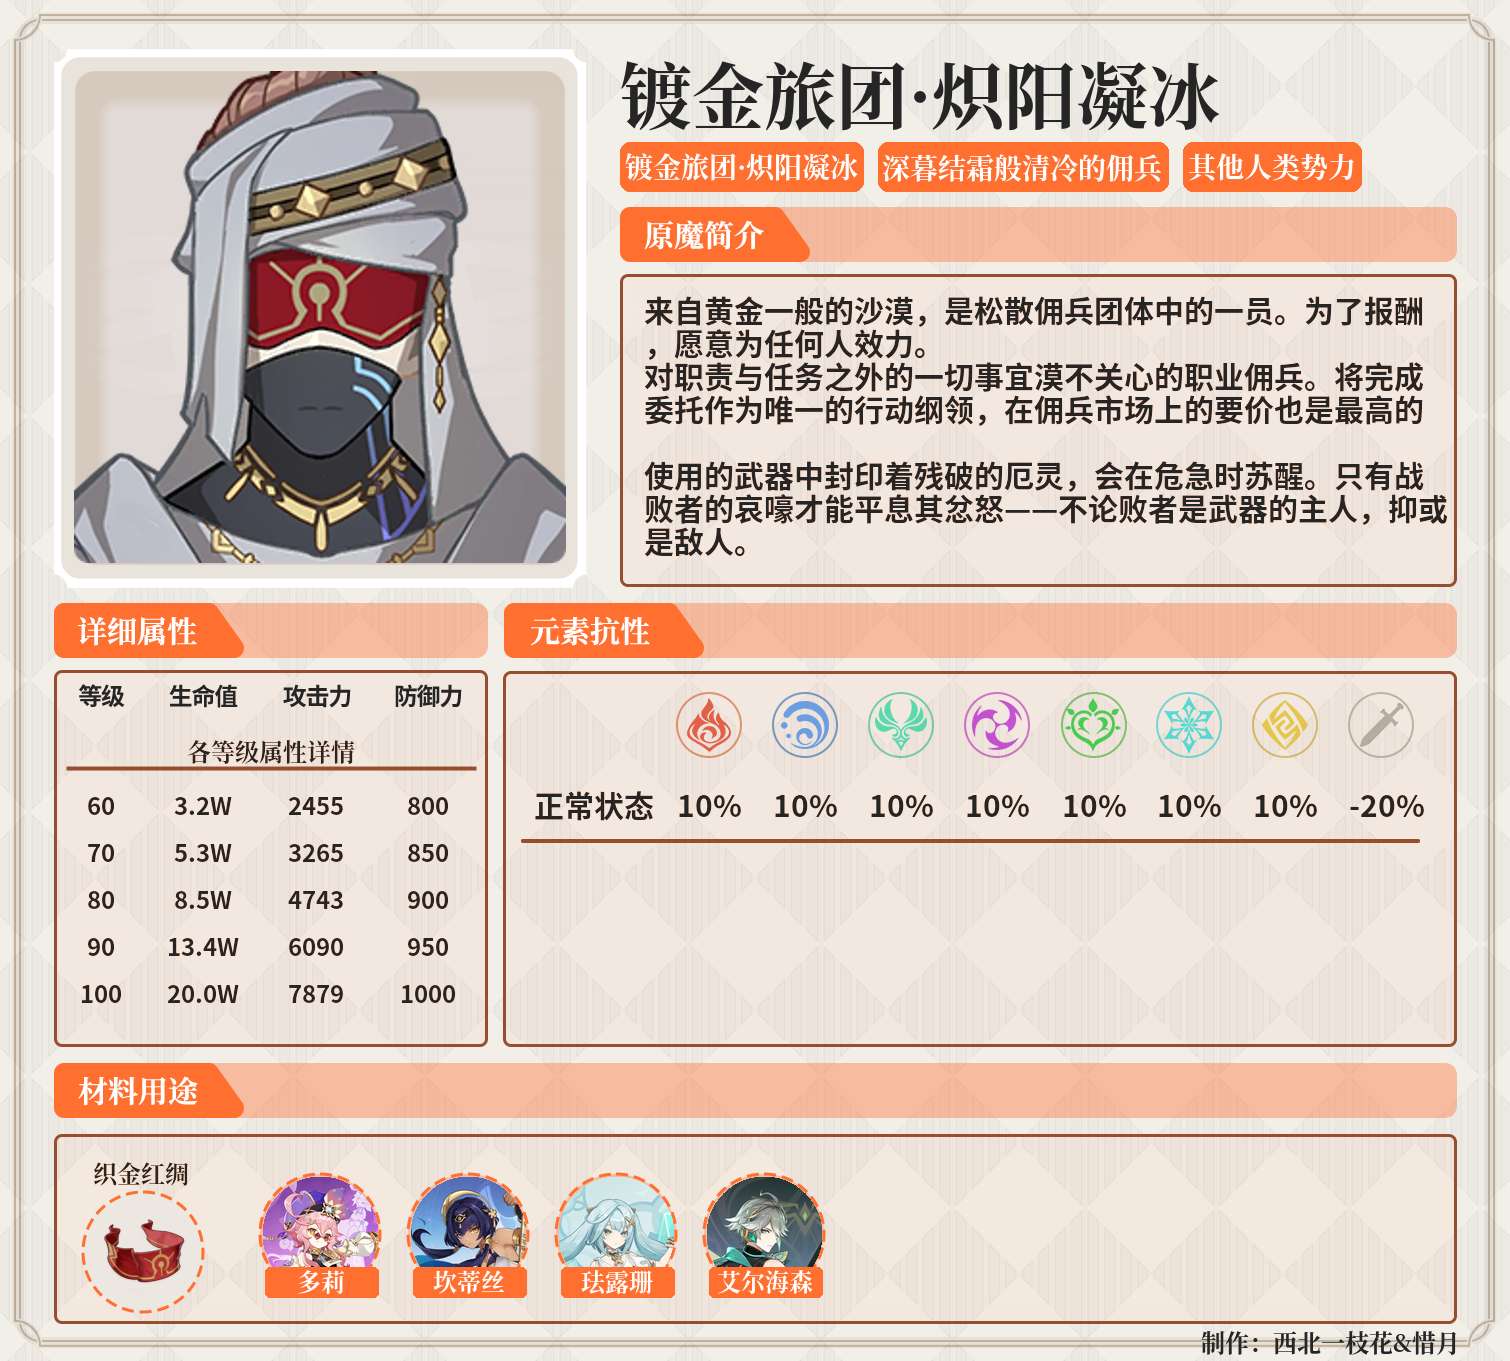 镀金旅团·炽阳凝冰
镀金旅团·炽阳凝冰 深暮结霜般清冷的佣兵 其他人类势力
原魔简介
来自黄金一般的沙漠，是松散佣兵团体中的一员。为了报酬
，愿意为任何人效力。
对职责与任务之外的一切事宜漠不关心的职业佣兵。将完成
委托作为唯一的行动纲领，在佣兵市场上的要价也是最高的
使用的武器中封印着残破的厄灵，会在危急时苏醒。只有战
败者的哀嚎才能平息其忿怒——不论败者是武器的主人，抑或
是敌人。
详细属性
等级 生命值 攻击力 防御力
各等级属性详情
60 3.2W 2455 800
70 5.3W 3265 850
80 8.5W 4743 900
90 13.4W 6090 950
100 20.0W 7879 1000
元素抗性
正常状态 10% 10% 10% 10% 10% 10% 10% -20%
材料用途
织金红绸
多莉 坎蒂丝 珐露珊 艾尔海森
制作：西北一枝花&惜月